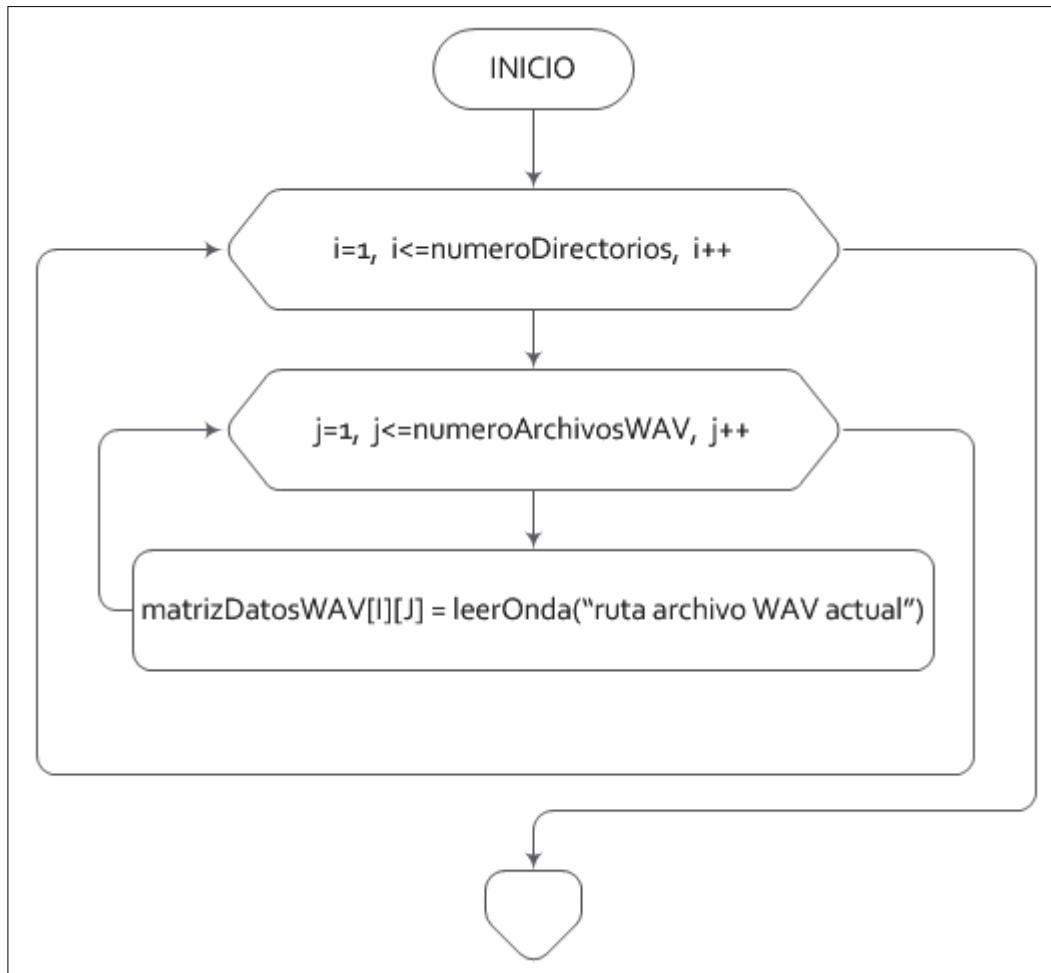 INICIO
i=1, i<=numeroDirectorios, i++
j=1, j<=numeroArchivosWAV, j++
matrizDatosWAV[I][J] = leerOnda(“ruta archivo WAV actual”)